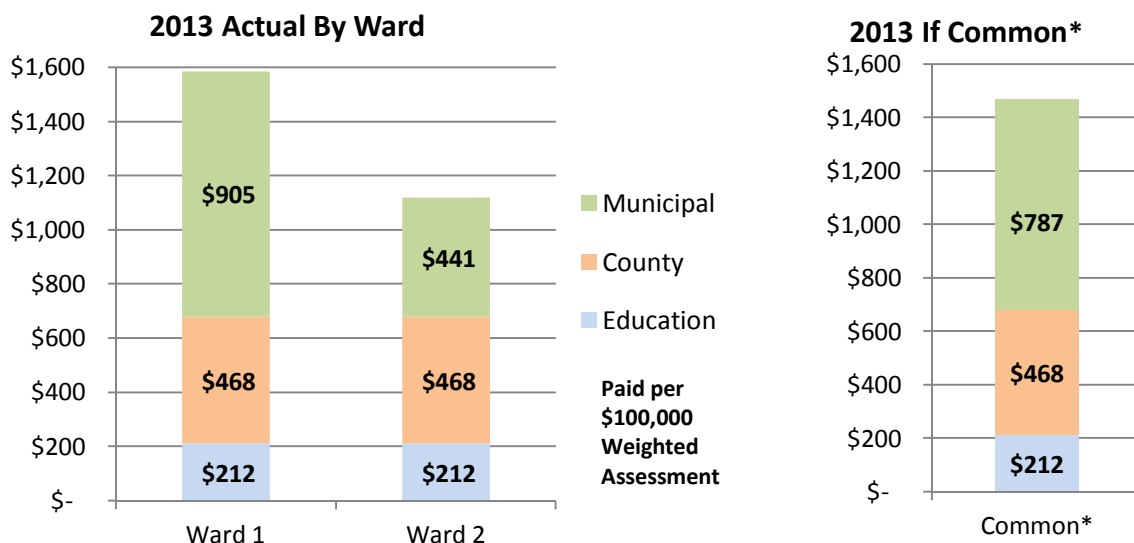 2013 Actual By Ward
$1,600
$1,400
$1,200
$1,000
$800
$600
$400
$200
$-
$905
$468
$212
$441
$468
$212
Ward 1
Ward 2
Municipal
County
Education
Paid per
$100,000
Weighted
Assessment
2013 If Common*
$1,600
$1,400
$1,200
$1,000
$800
$600
$400
$200
$-
$787
$468
$212
Common*